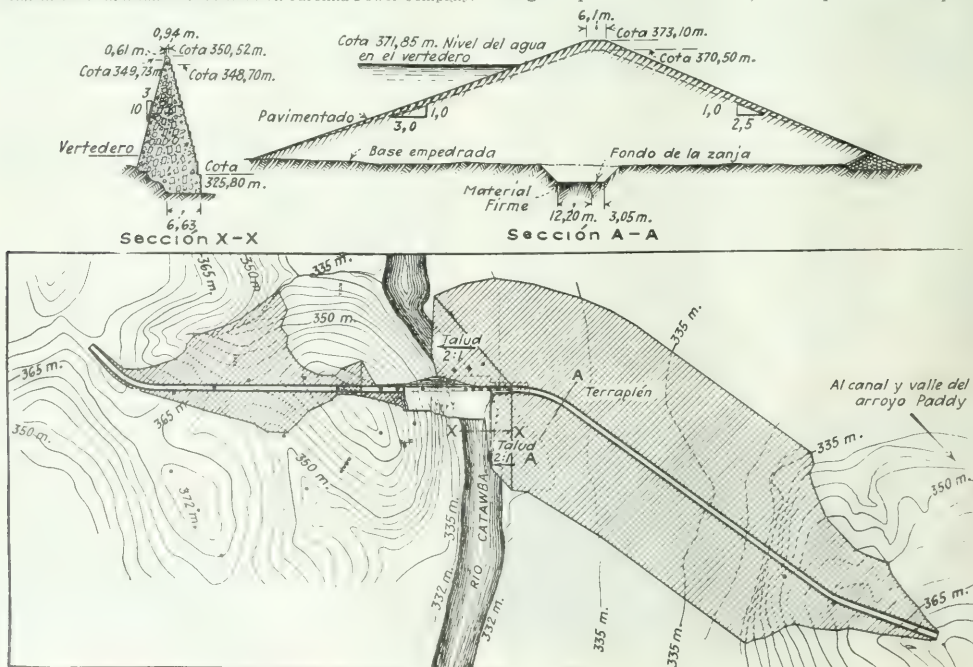 0,94 m.
0,61 m.
Cota 350,52 m.
Cota 349,73 m
Cota 348,70 m.
3
10
Vertedero
Cota
325,80 m.
6,63
Sección X-X
6,1 m.
Cota 373,10 m.
Cota 371,85 m. Nivel del agua
en el vertedero
Cota 370,50 m.
Pavimentado
1,0
3,0
1,0
2,5
Base empedrada
Fondo de la zanja
Material
Firme
12,20 m.
3,05 m.
Sección A-A
365 m.
350 m.
335 m.
350 m.
365 m.
365 m.
350 m.
350 m.
372 m.
Talud
2:1
X
X
Talud
2:1
A
A
Terraplén
335 m.
335 m.
Al canal y valle del
arroyo Paddy
335 m.
350 m.
365 m.
335 m.
332 m.
RÍO CATAWBA
332 m.
335 m.
335 m.